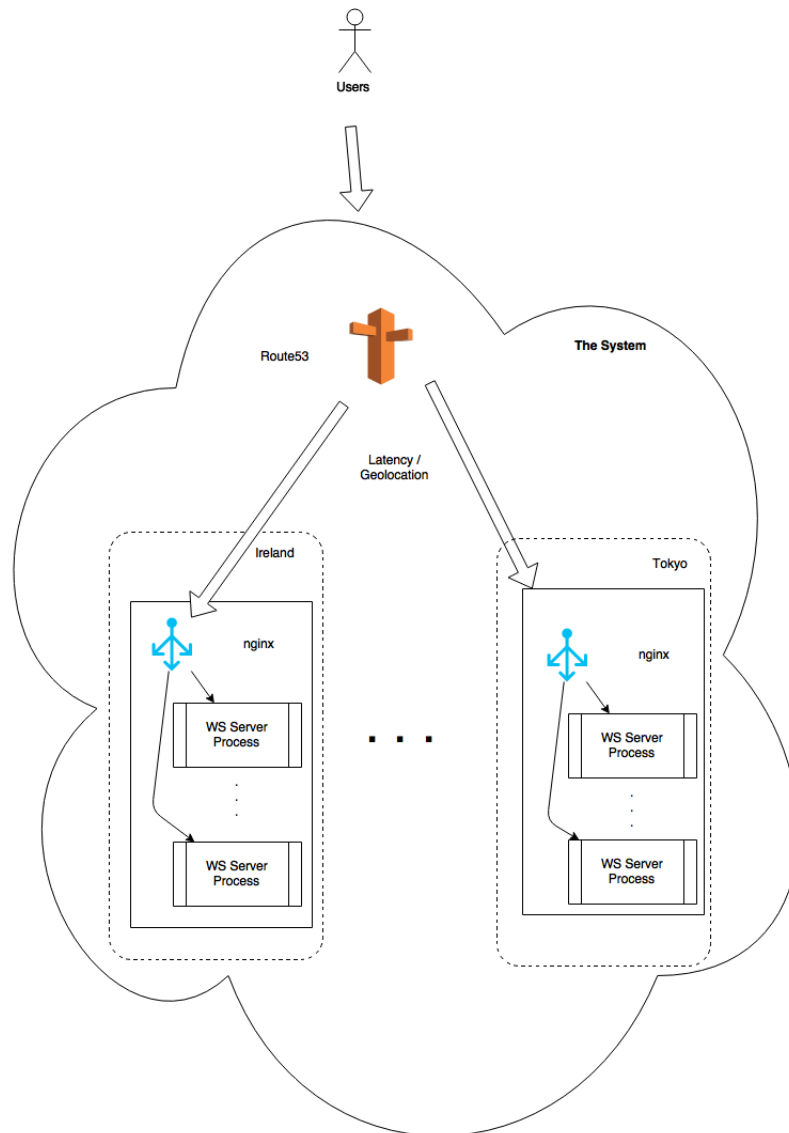 Users
Route53
The System
Latency /
Geolocation
Ireland
nginx
WS Server
Process
WS Server
Process
Tokyo
nginx
WS Server
Process
WS Server
Process